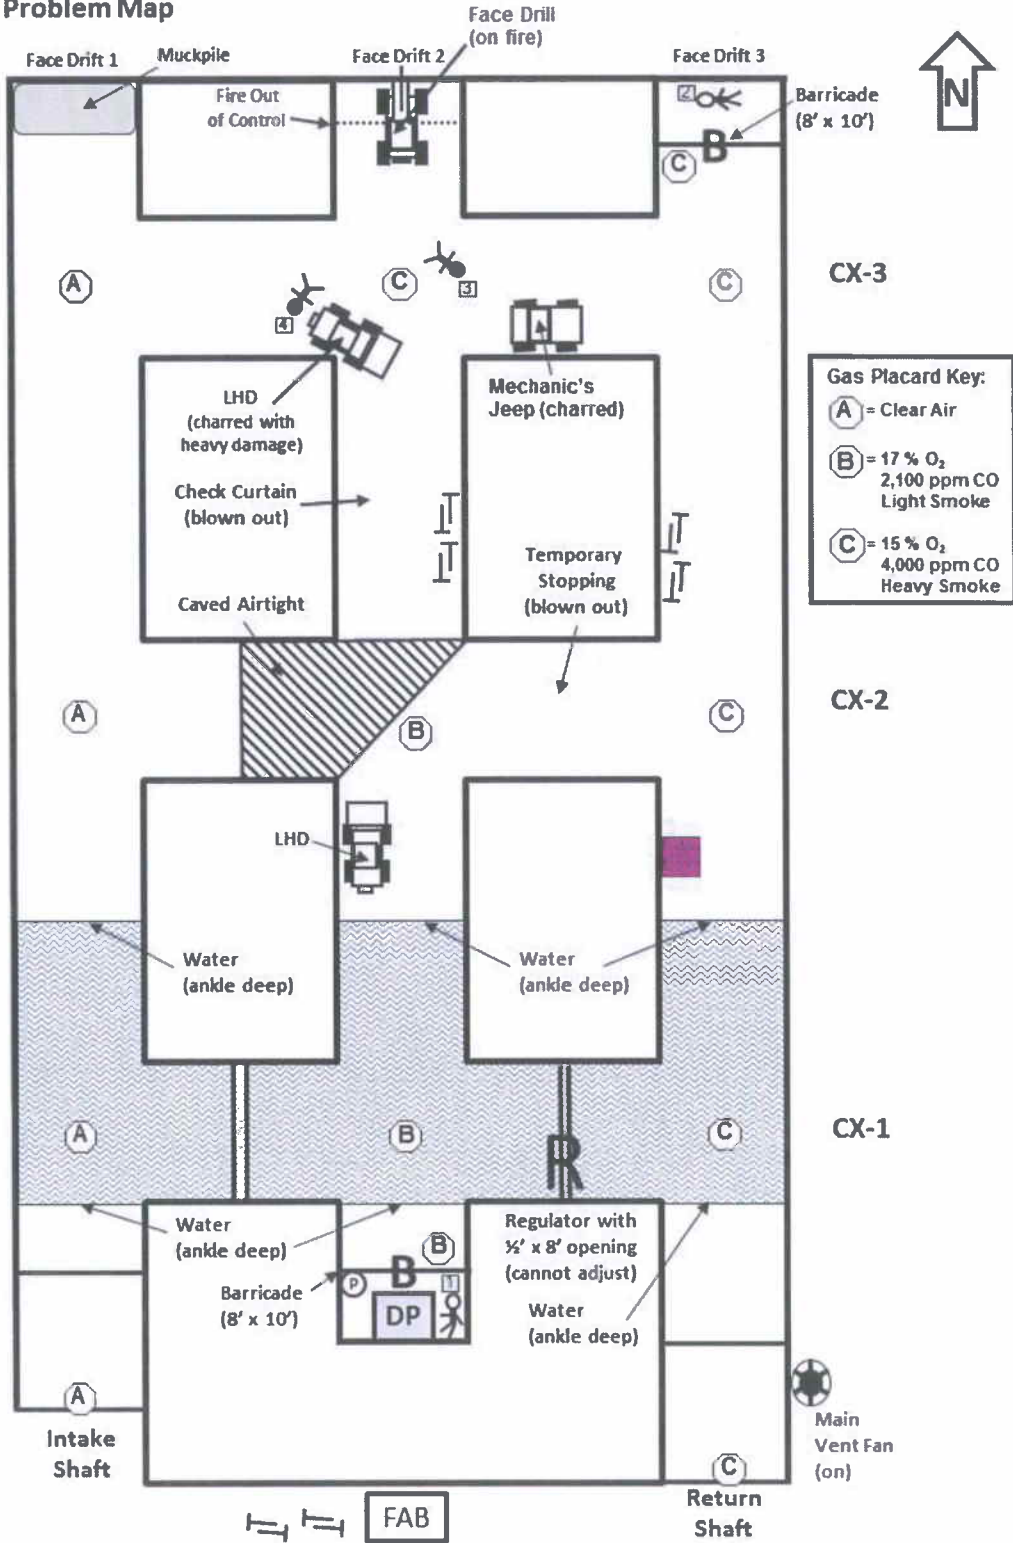 Problem Map
Face Drill
(on fire)
Face Drift 1
Muckpile
Face Drift 2
Face Drift 3
N
Fire Out
of Control
2
Barricade
(8' x 10')
B
C
A
C
3
4
C
CX-3
LHD
(charred with
heavy damage)
Mechanic's
Jeep (charred)
Gas Placard Key:
A = Clear Air
B = 17 % O₂
2,100 ppm CO
Light Smoke
C = 15 % O₂
4,000 ppm CO
Heavy Smoke
Check Curtain
(blown out)
Temporary
Stopping
(blown out)
Caved Airtight
A
B
C
CX-2
LHD
Water
(ankle deep)
Water
(ankle deep)
A
B
R
C
CX-1
Water
(ankle deep)
B
Regulator with
½' x 8' opening
(cannot adjust)
Barricade
(8' x 10')
P
B
1
DP
Water
(ankle deep)
A
Intake
Shaft
Main
Vent Fan
(on)
C
Return
Shaft
FAB